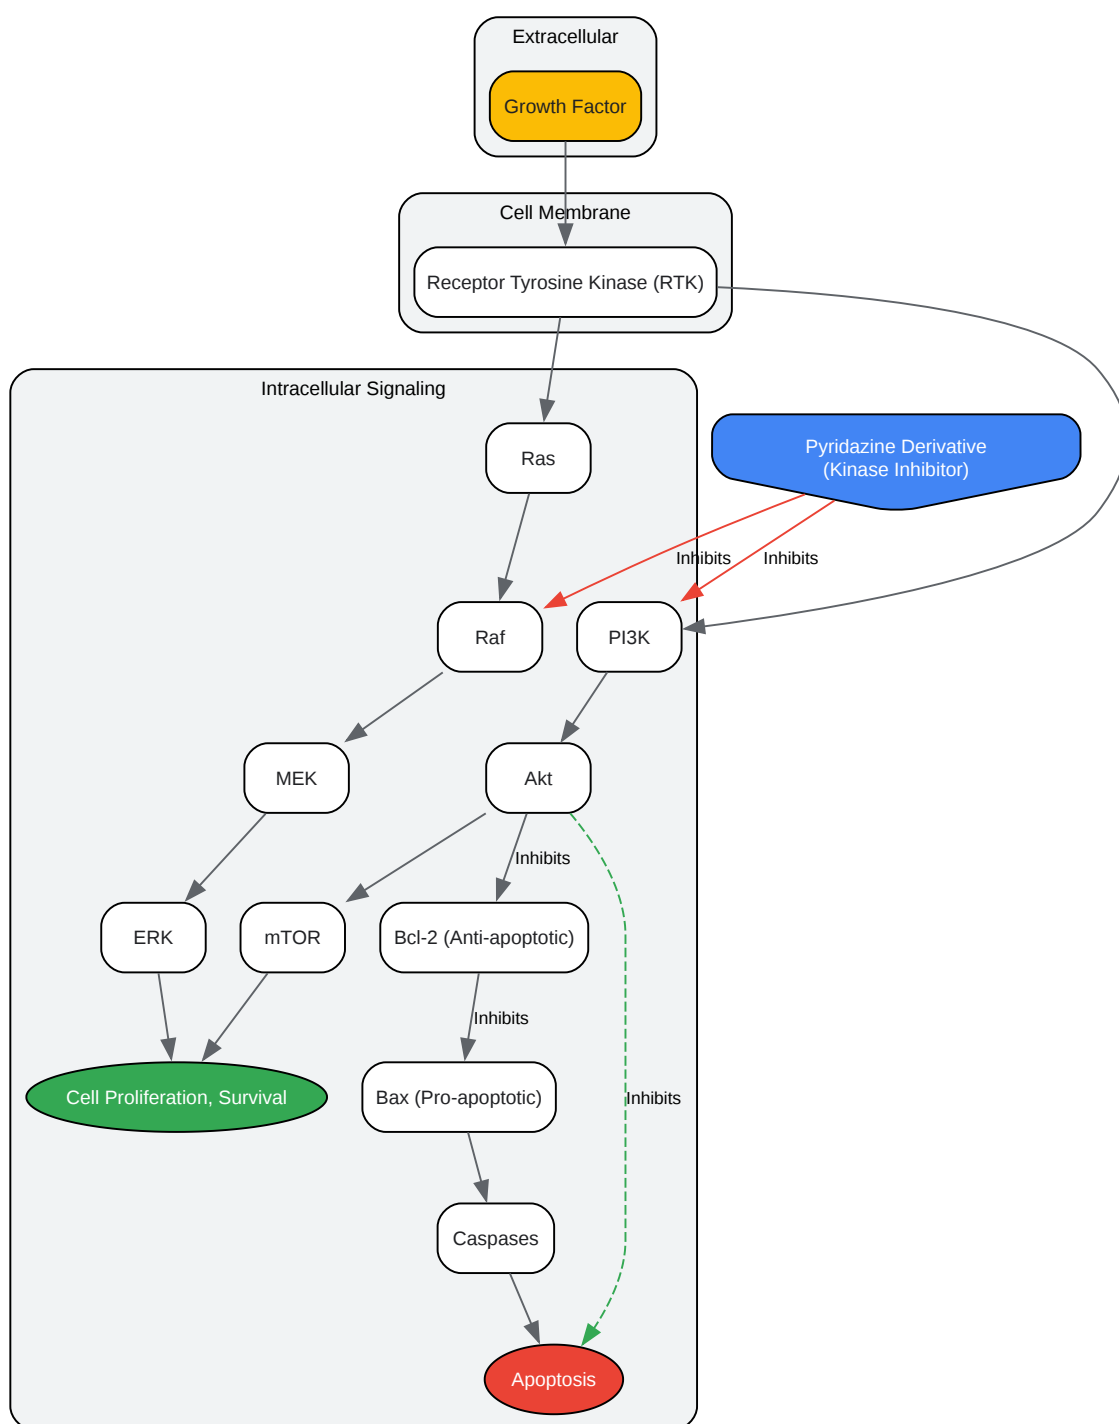 Extracellular
Growth Factor
Cell Membrane
Receptor Tyrosine Kinase (RTK)
Intracellular Signaling
Ras
Pyridazine Derivative
(Kinase Inhibitor)
Inhibits
Inhibits
Raf
PI3K
MEK
Akt
Inhibits
ERK
mTOR
Bcl-2 (Anti-apoptotic)
Inhibits
Cell Proliferation, Survival
Bax (Pro-apoptotic)
Inhibits
Caspases
Apoptosis